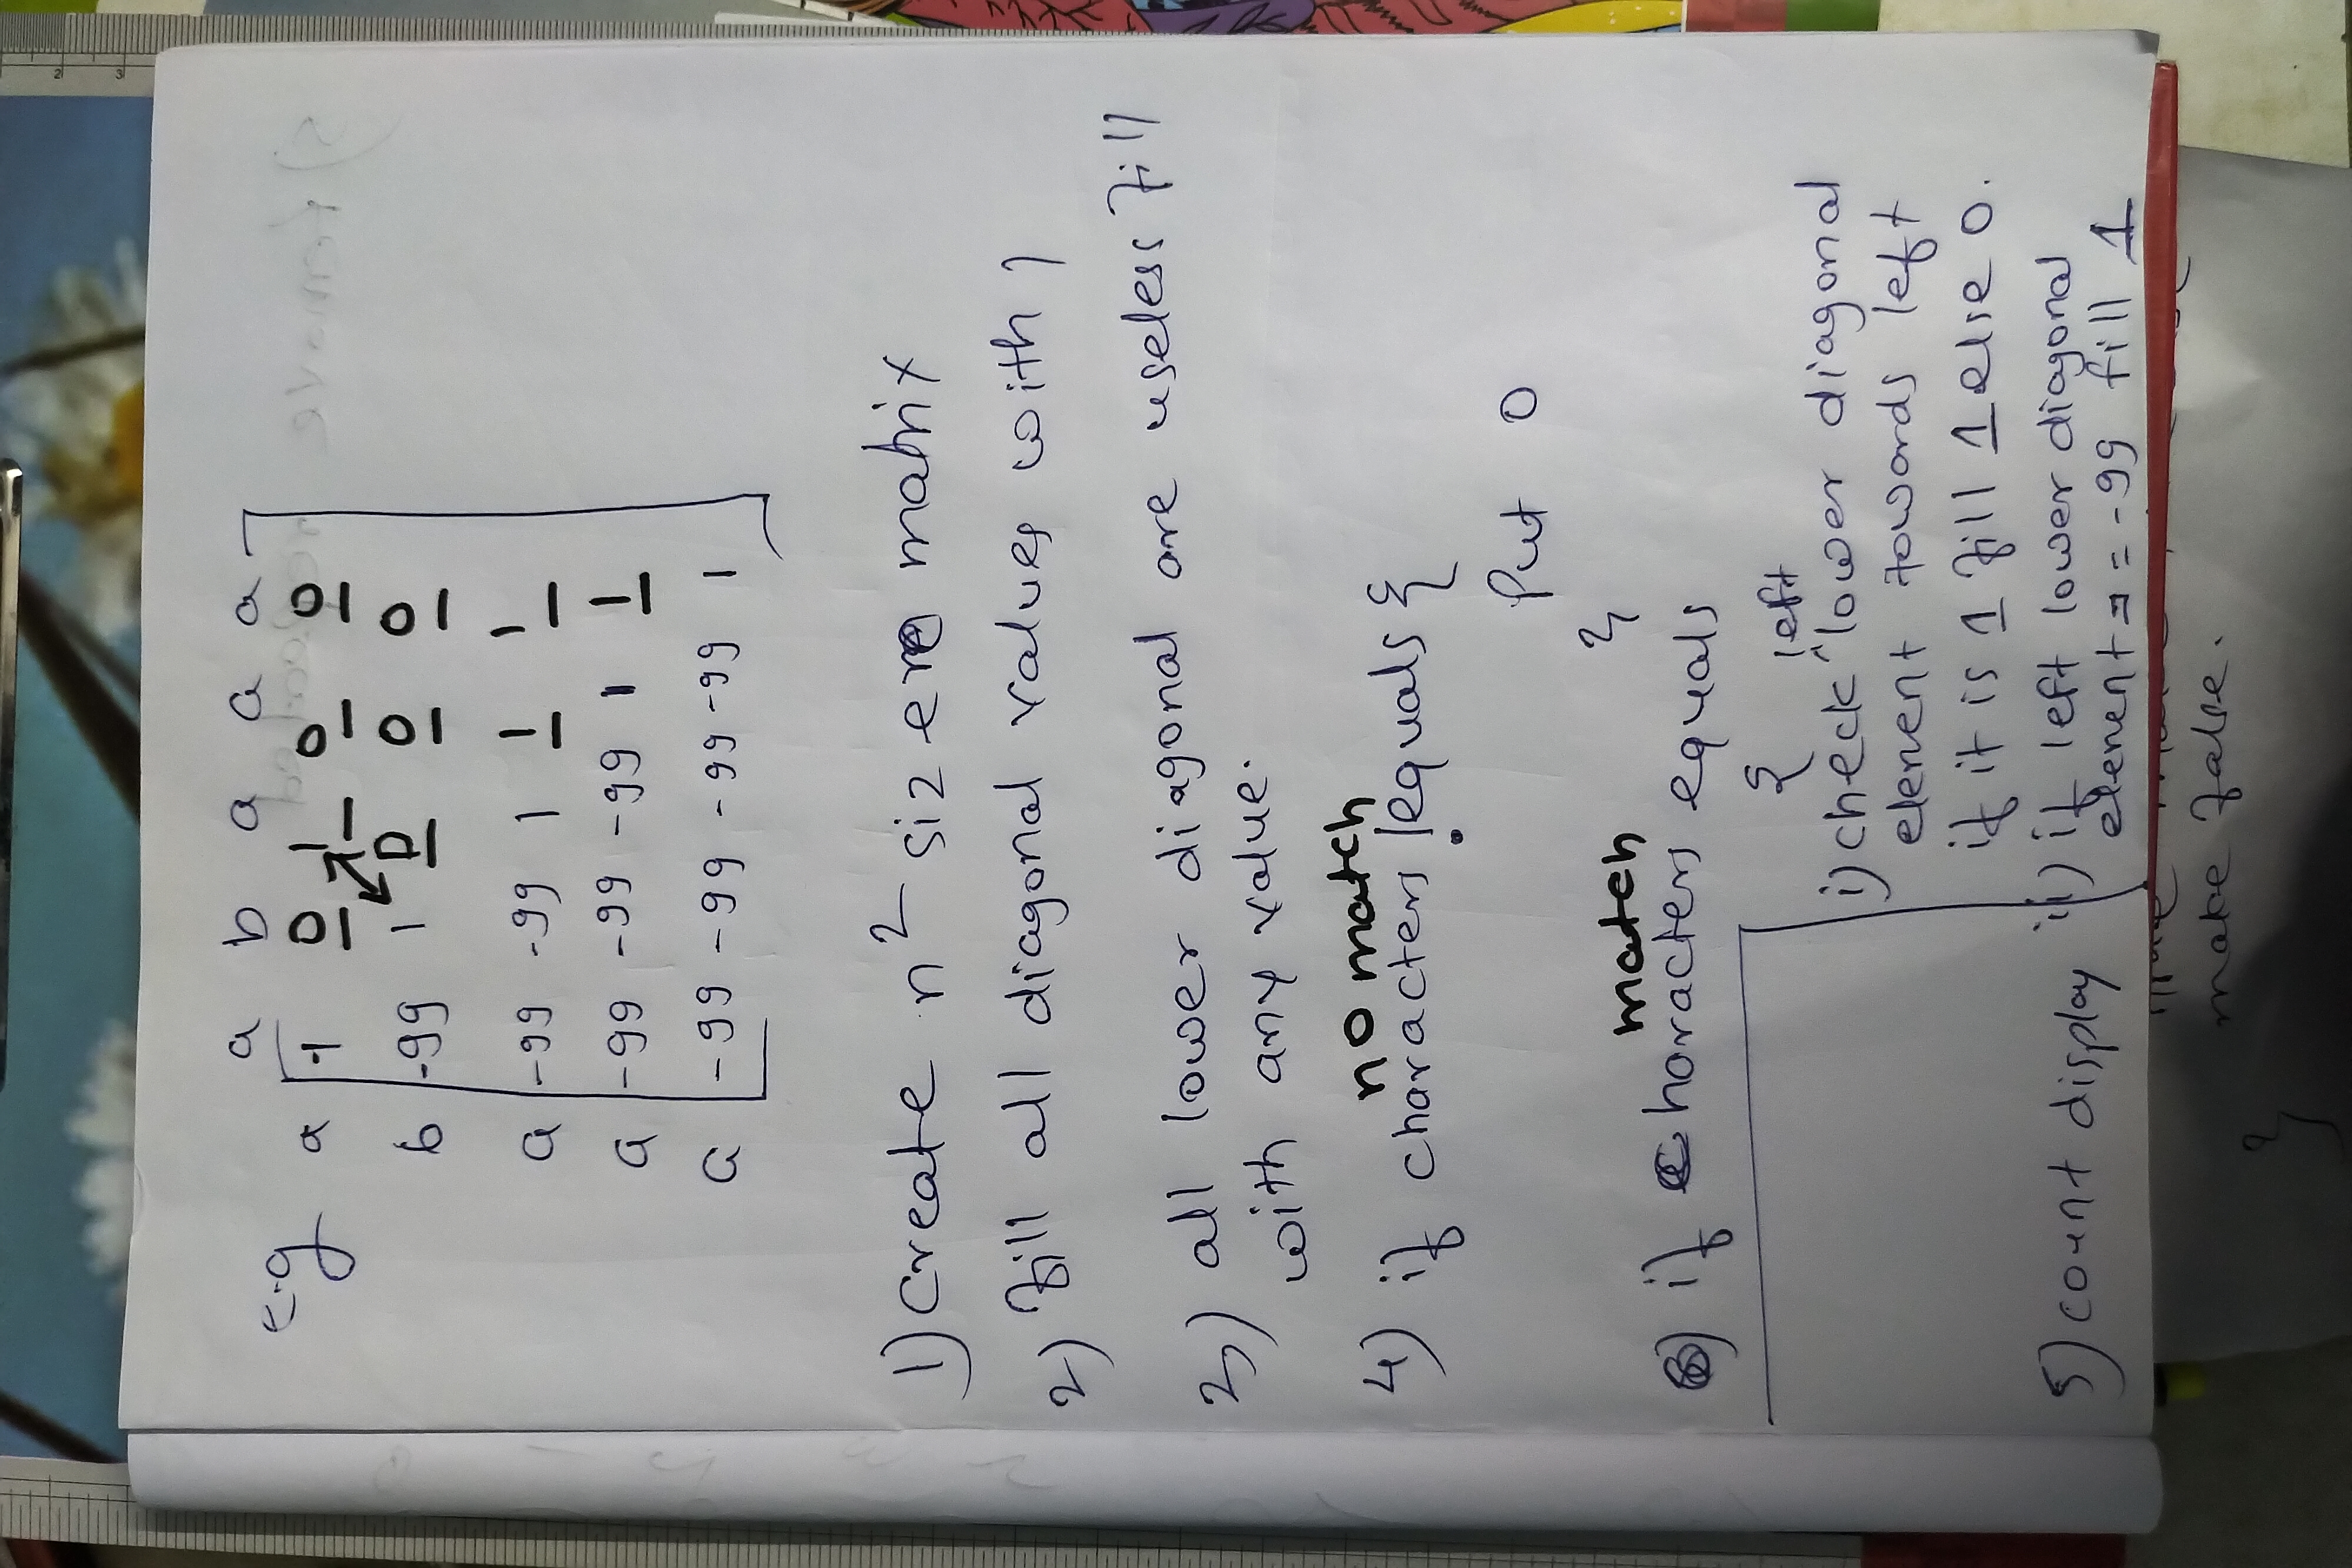 e.g a b a a a
a -1 0 1 0 0
b -99 1 0 0 0
a -99 -99 1 1 1
a -99 -99 -99 1 1
a -99 -99 -99 -99 1
1) Create n² size matrix
2) fill all diagonal values with 1
3) all lower diagonal are useless fill
with any value.
no match
4) if characters !equals {
Put 0
}
match
6) if characters equals
{ left
i) check ^ lower diagonal
element towards left
if it is 1 fill 1 else 0.
5) count display
ii) if left lower diagonal
element == -99 fill 1
make false.
}
2
3